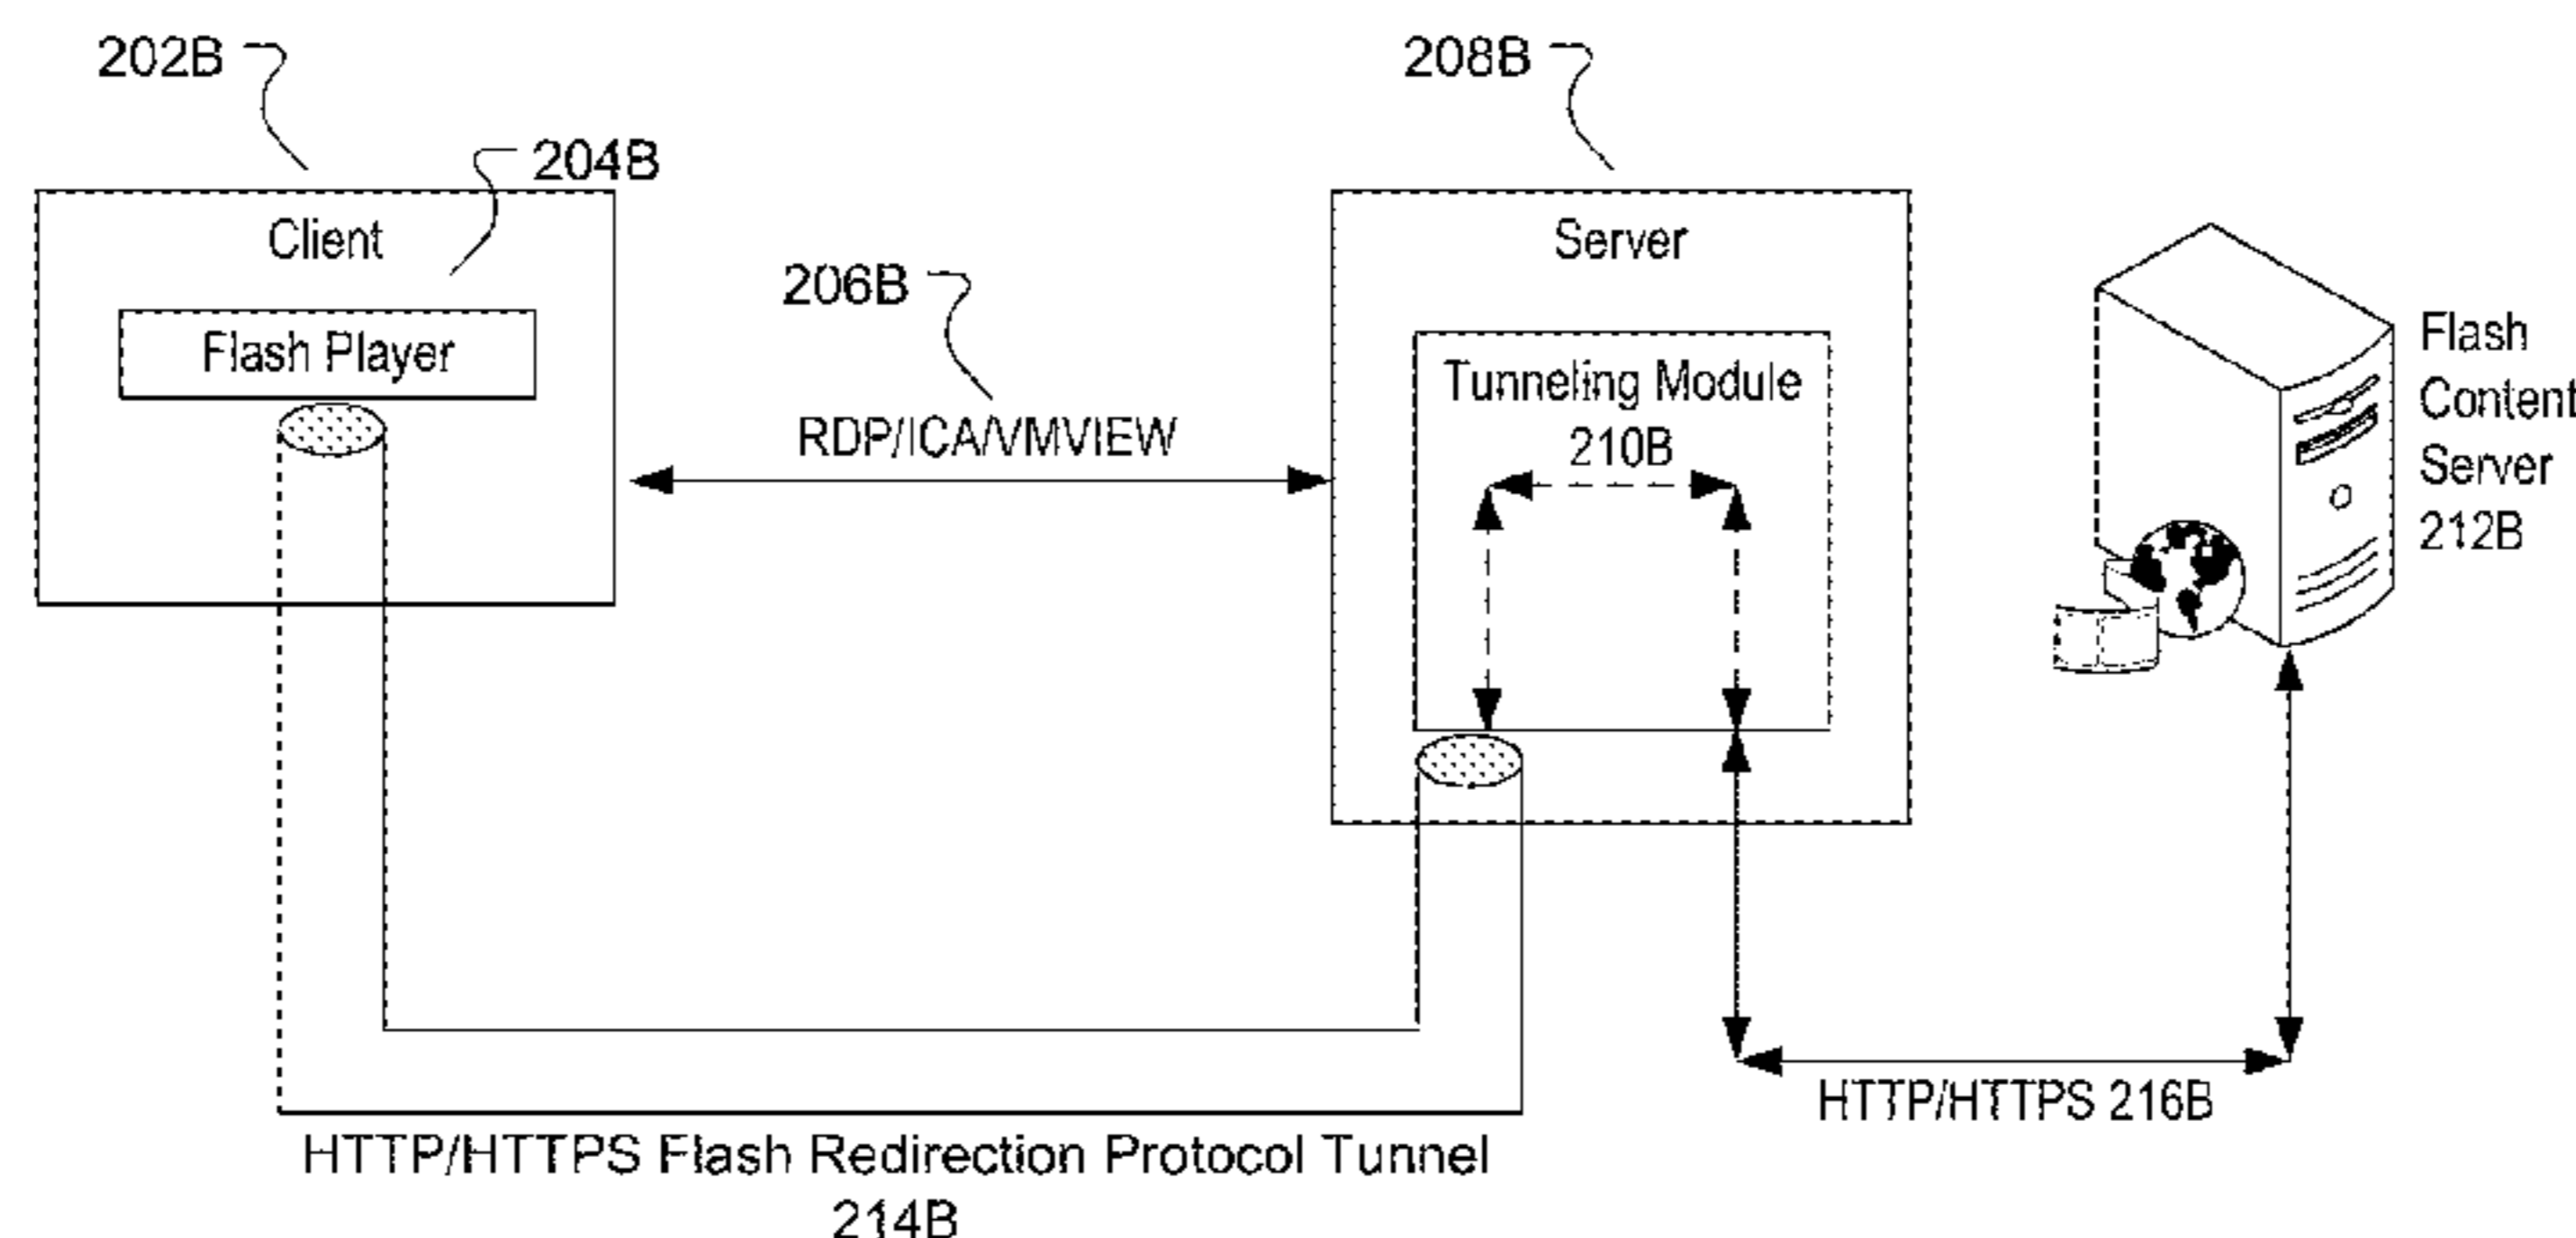 202B
208B
204B
Client
Server
206B
Flash Player
Flash
Content
Server
212B
Tunneling Module
210B
RDP/ICA/VMVIEW
HTTP/HTTPS 216B
HTTP/HTTPS Flash Redirection Protocol Tunnel
214B